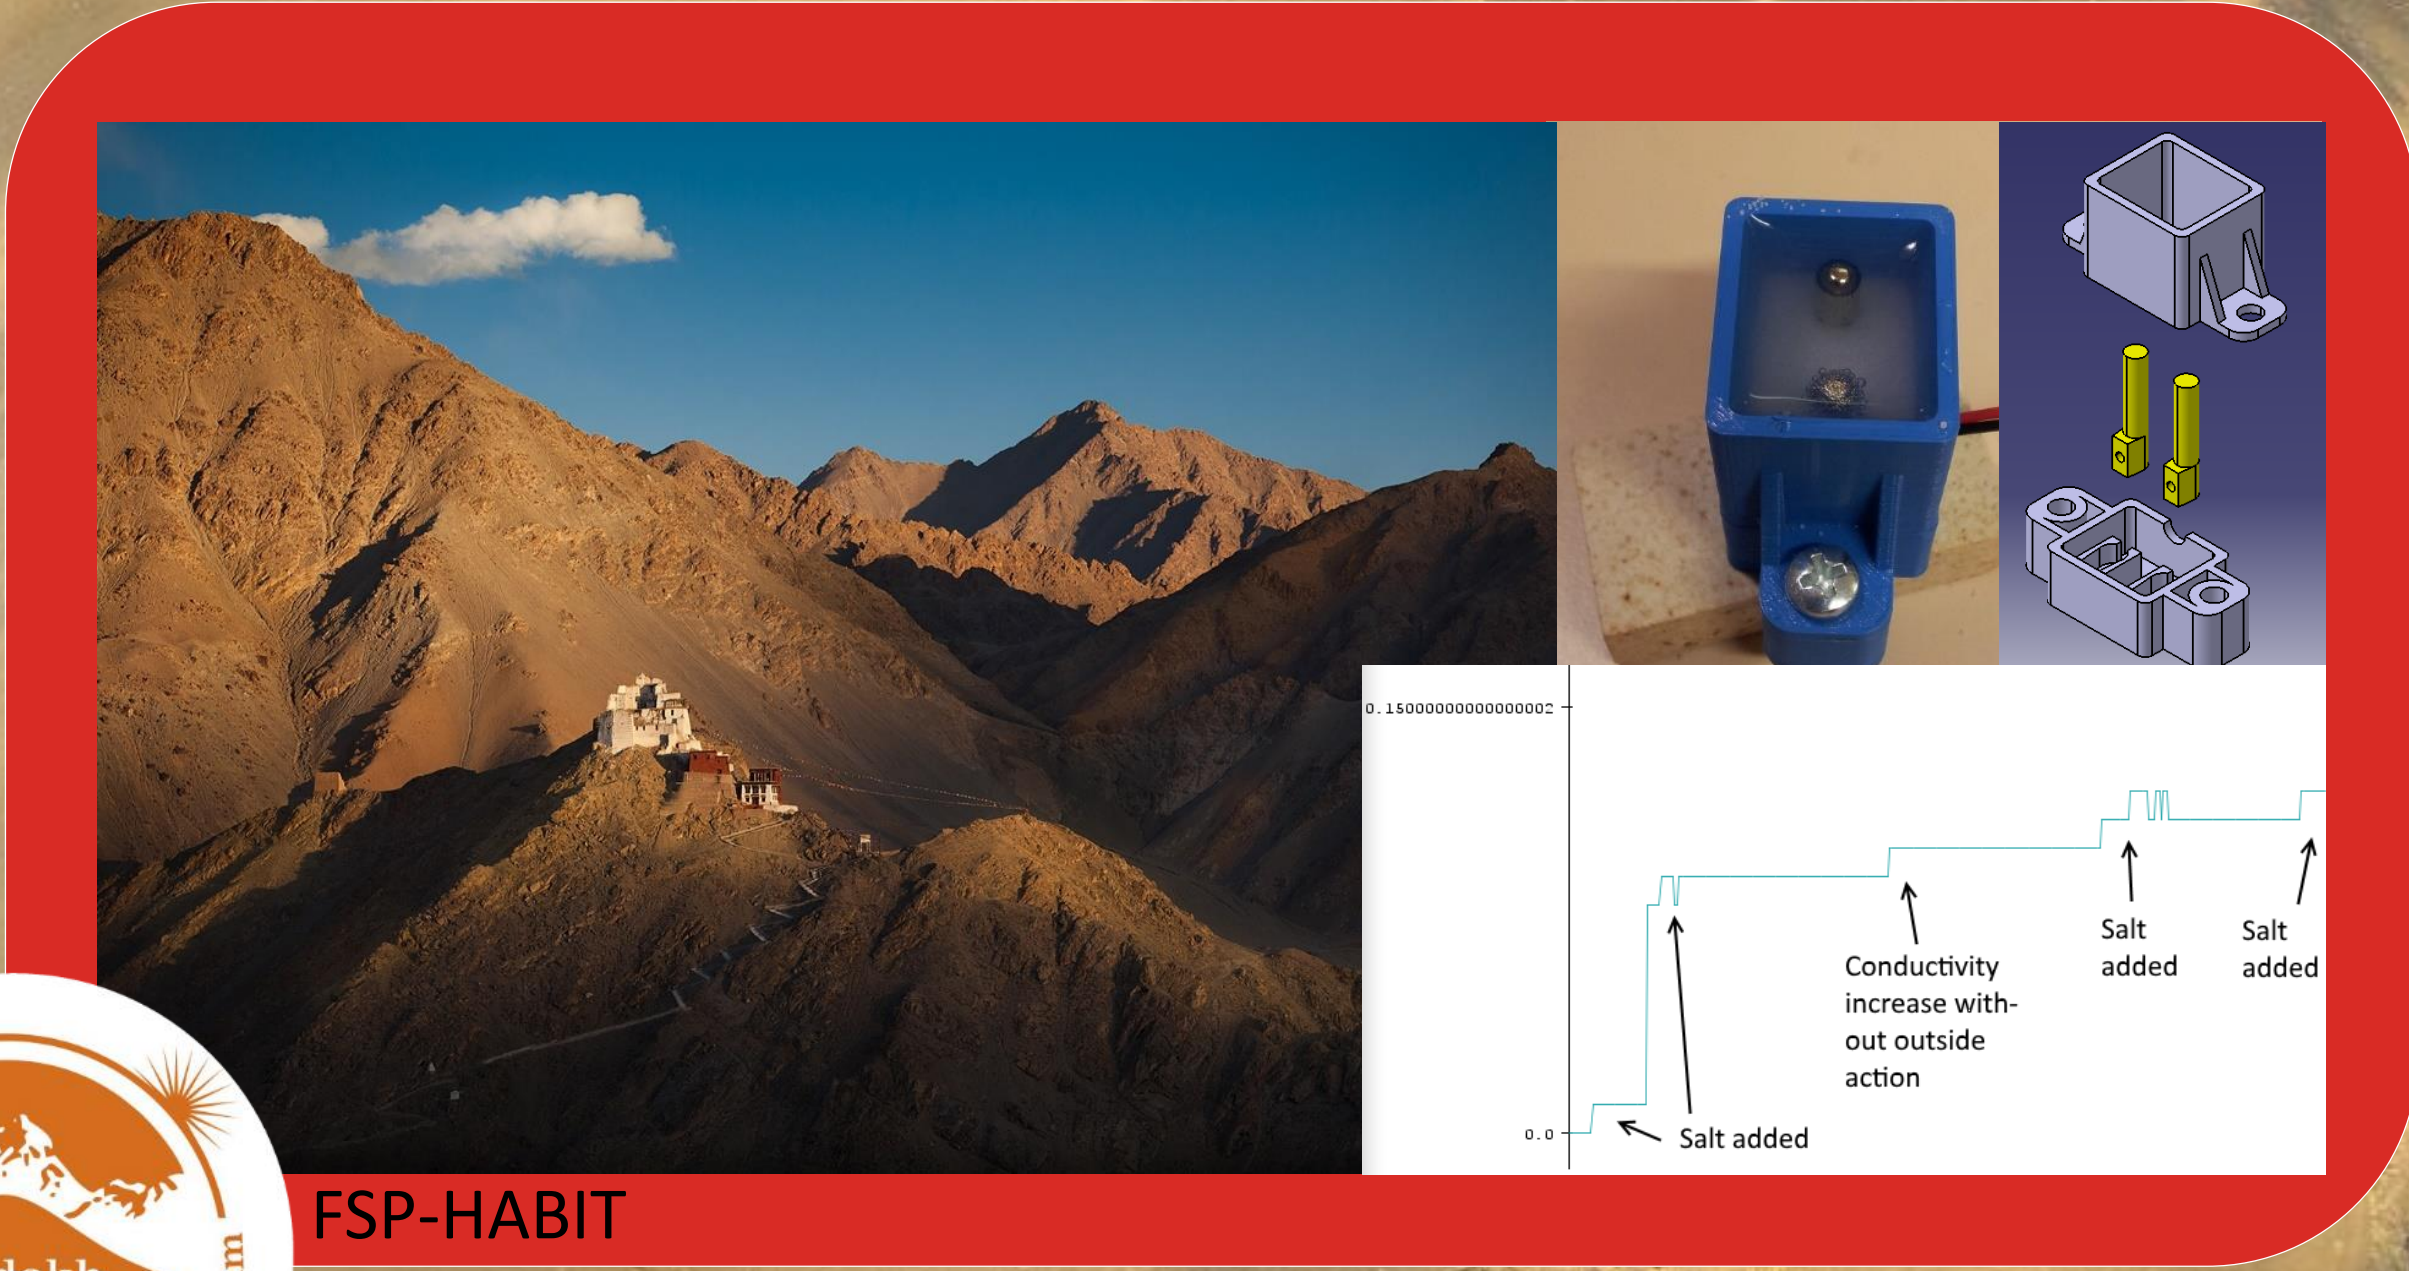 0.15000000000000002
Salt
added
Salt
added
Conductivity
increase with-
out outside
action
Salt added
0.0
FSP-HABIT
m